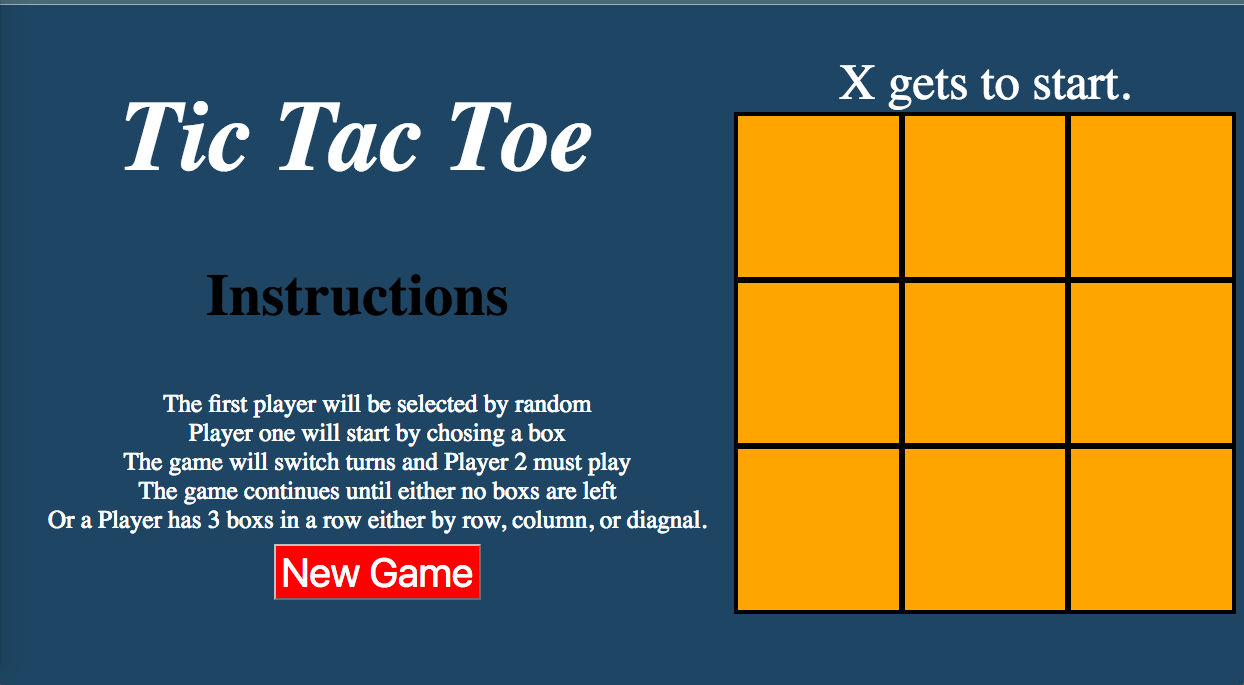 Tic Tac Toe
Instructions
The first player will be selected by random
Player one will start by chosing a box
The game will switch turns and Player 2 must play
The game continues until either no boxs are left
Or a Player has 3 boxs in a row either by row, column, or diagnal.
New Game
X gets to start.